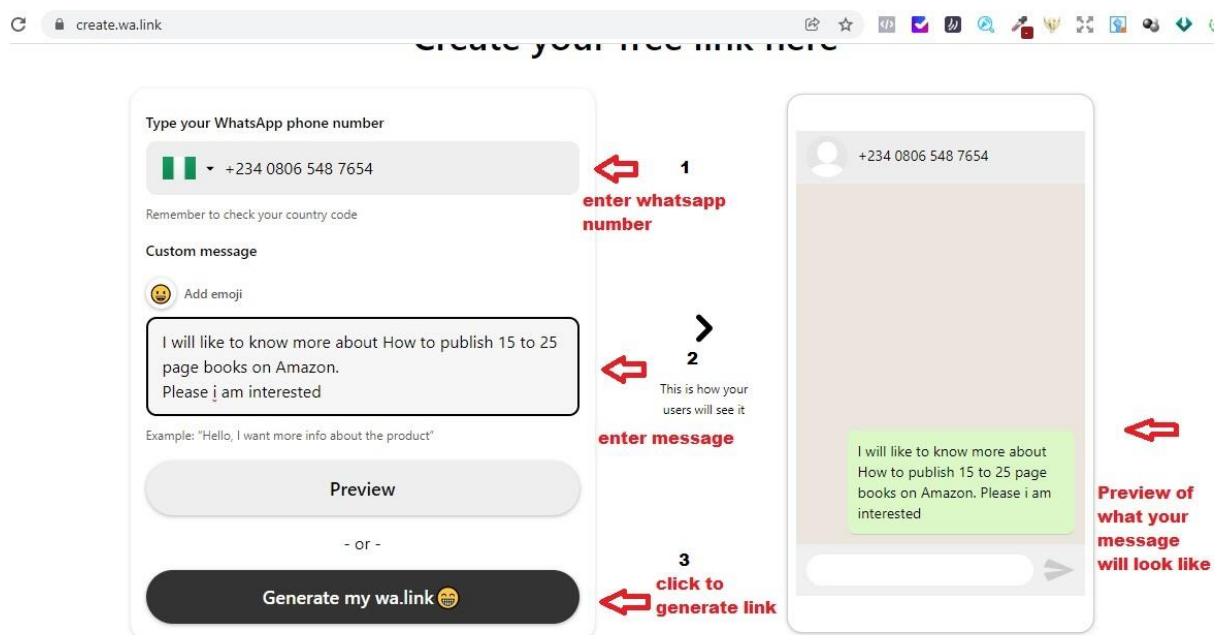 create.wa.link
Create your free link here
Type your WhatsApp phone number
+234 0806 548 7654
Remember to check your country code
Custom message
Add emoji
I will like to know more about How to publish 15 to 25
page books on Amazon.
Please i am interested
Example: "Hello, I want more info about the product"
Preview
- or -
Generate my wa.link
1
enter whatsapp
number
2
This is how your
users will see it
enter message
3
click to
generate link
+234 0806 548 7654
I will like to know more about
How to publish 15 to 25 page
books on Amazon. Please i am
interested
Preview of
what your
message
will look like